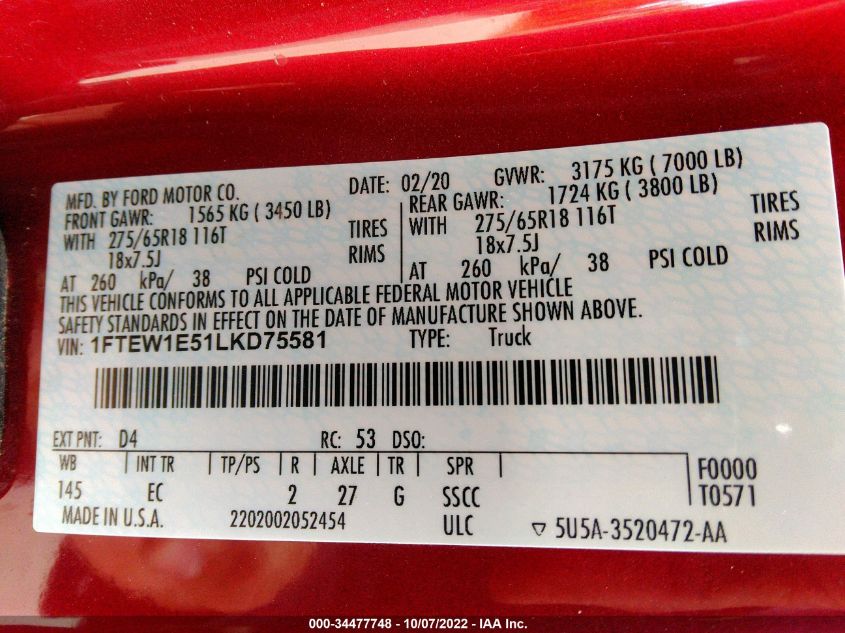 MFD. BY FORD MOTOR CO. DATE: 02/20 GVWR: 3175 KG ( 7000 LB)
FRONT GAWR: 1565 KG ( 3450 LB) REAR GAWR: 1724 KG ( 3800 LB)
WITH 275/65R18 116T TIRES WITH 275/65R18 116T TIRES
18x7.5J RIMS 18x7.5J RIMS
AT 260 kPa/ 38 PSI COLD AT 260 kPa/ 38 PSI COLD
THIS VEHICLE CONFORMS TO ALL APPLICABLE FEDERAL MOTOR VEHICLE
SAFETY STANDARDS IN EFFECT ON THE DATE OF MANUFACTURE SHOWN ABOVE.
VIN: 1FTEW1E51LKD75581 TYPE: Truck
EXT PNT: D4 RC: 53 DSO:
WB INT TR TP/PS R AXLE TR SPR F0000
145 EC 2 27 G SSCC T0571
MADE IN U.S.A. 2202002052454 ULC 5U5A-3520472-AA
000-34477748 - 10/07/2022 - IAA Inc.